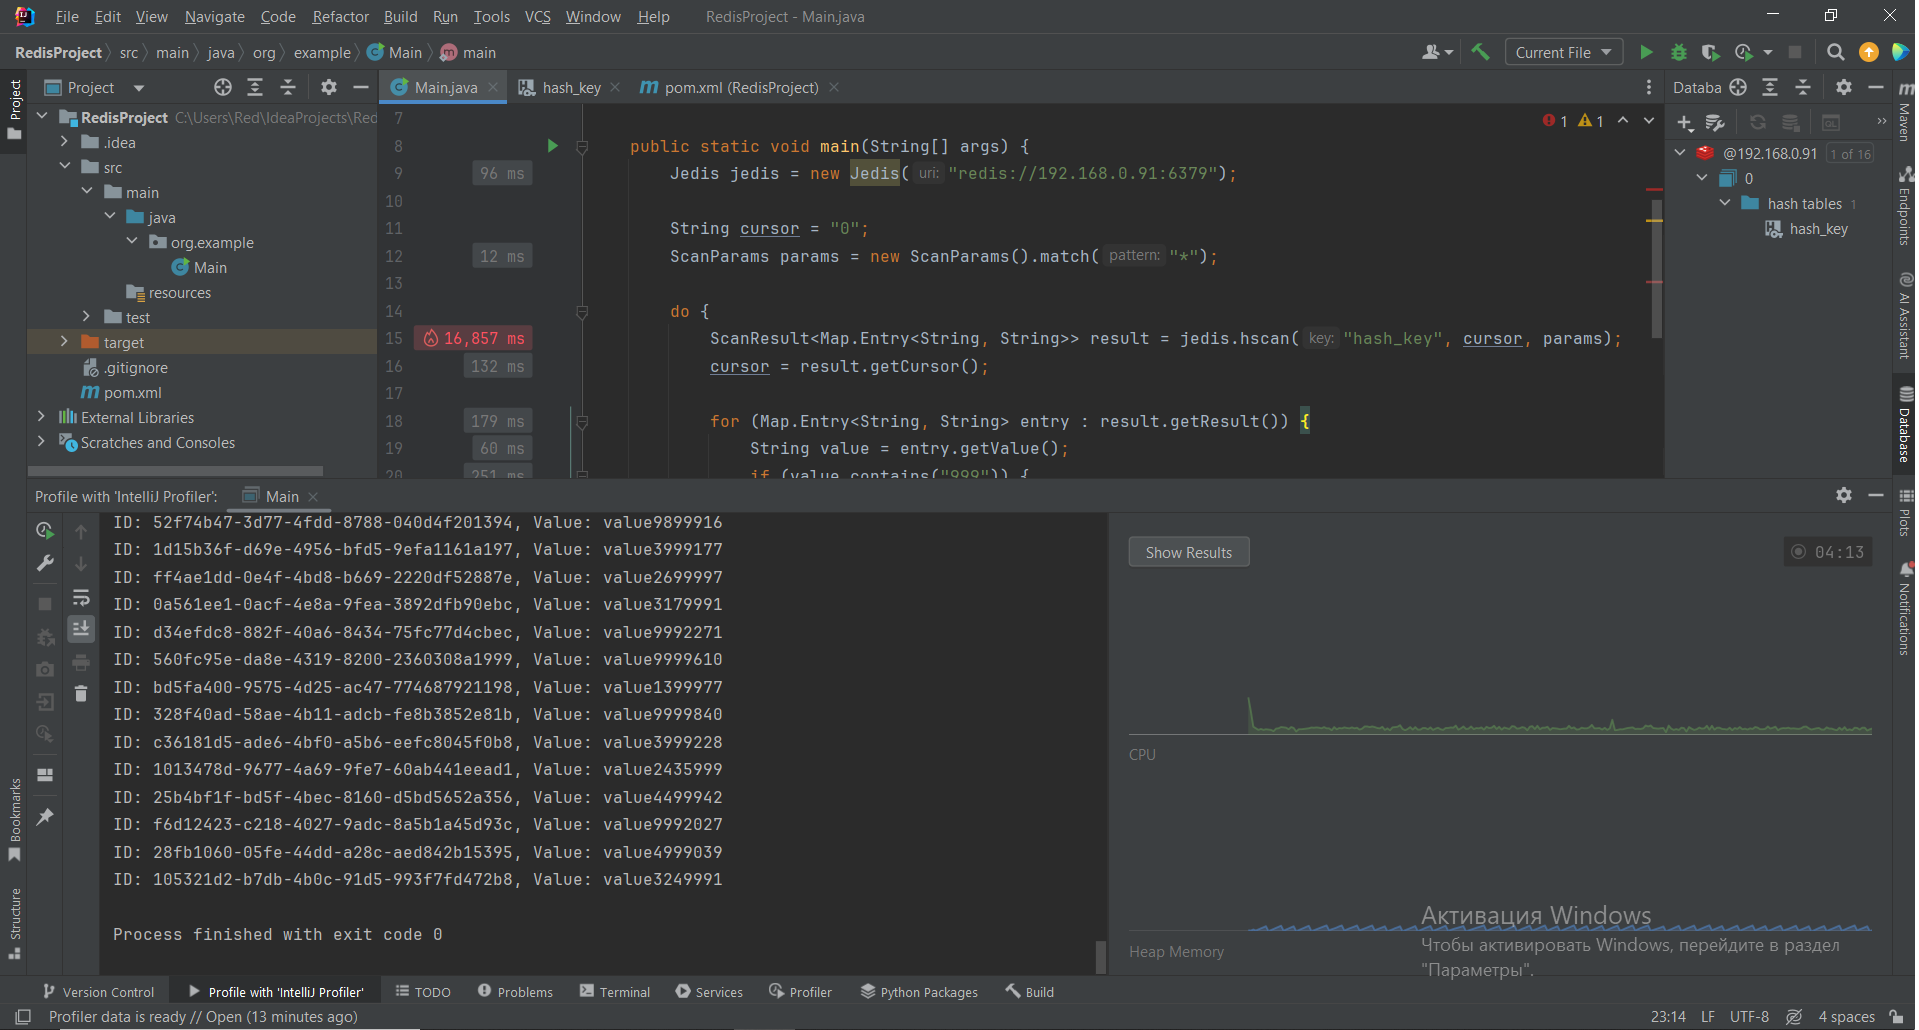 File Edit View Navigate Code Refactor Build Run Tools VCS Window Help RedisProject - Main.java
RedisProject src main java org example Main main
Current File
Project
Main.java
hash_key
pom.xml (RedisProject)
Databa
RedisProject C:\Users\Red\IdeaProjects\Red
.idea
src
main
java
org.example
Main
resources
test
target
.gitignore
pom.xml
External Libraries
Scratches and Consoles
1 1
7
8 public static void main(String[] args) {
9 96 ms Jedis jedis = new Jedis( uri: "redis://192.168.0.91:6379");
10
11 String cursor = "0";
12 12 ms ScanParams params = new ScanParams().match( pattern: "*");
13
14 do {
15 16,857 ms ScanResult<Map.Entry<String, String>> result = jedis.hscan( key: "hash_key", cursor, params);
16 132 ms cursor = result.getCursor();
17
18 179 ms for (Map.Entry<String, String> entry : result.getResult()) {
19 60 ms String value = entry.getValue();
20 251 ms if (value.contains("999")) {
@192.168.0.91 1 of 16
0
hash tables 1
hash_key
Project
Bookmarks
Structure
Maven
Endpoints
AI Assistant
Database
Plots
Notifications
Profile with 'IntelliJ Profiler': Main
ID: 52f74b47-3d77-4fdd-8788-040d4f201394, Value: value9899916
ID: 1d15b36f-d69e-4956-bfd5-9efa1161a197, Value: value3999177
ID: ff4ae1dd-0e4f-4bd8-b669-2220df52887e, Value: value2699997
ID: 0a561ee1-0acf-4e8a-9fea-3892dfb90ebc, Value: value3179991
ID: d34efdc8-882f-40a6-8434-75fc77d4cbec, Value: value9992271
ID: 560fc95e-da8e-4319-8200-2360308a1999, Value: value9999610
ID: bd5fa400-9575-4d25-ac47-774687921198, Value: value1399977
ID: 328f40ad-58ae-4b11-adcb-fe8b3852e81b, Value: value9999840
ID: c36181d5-ade6-4bf0-a5b6-eefc8045f0b8, Value: value3999228
ID: 1013478d-9677-4a69-9fe7-60ab441eead1, Value: value2435999
ID: 25b4bf1f-bd5f-4bec-8160-d5bd5652a356, Value: value4499942
ID: f6d12423-c218-4027-9adc-8a5b1a45d93c, Value: value9992027
ID: 28fb1060-05fe-44dd-a28c-aed842b15395, Value: value4999039
ID: 105321d2-b7db-4b0c-91d5-993f7fd472b8, Value: value3249991
Process finished with exit code 0
Show Results
04:13
CPU
Heap Memory
Активация Windows
Чтобы активировать Windows, перейдите в раздел
"Параметры".
Version Control Profile with 'IntelliJ Profiler' TODO Problems Terminal Services Profiler Python Packages Build
Profiler data is ready // Open (13 minutes ago)
23:14 LF UTF-8 4 spaces